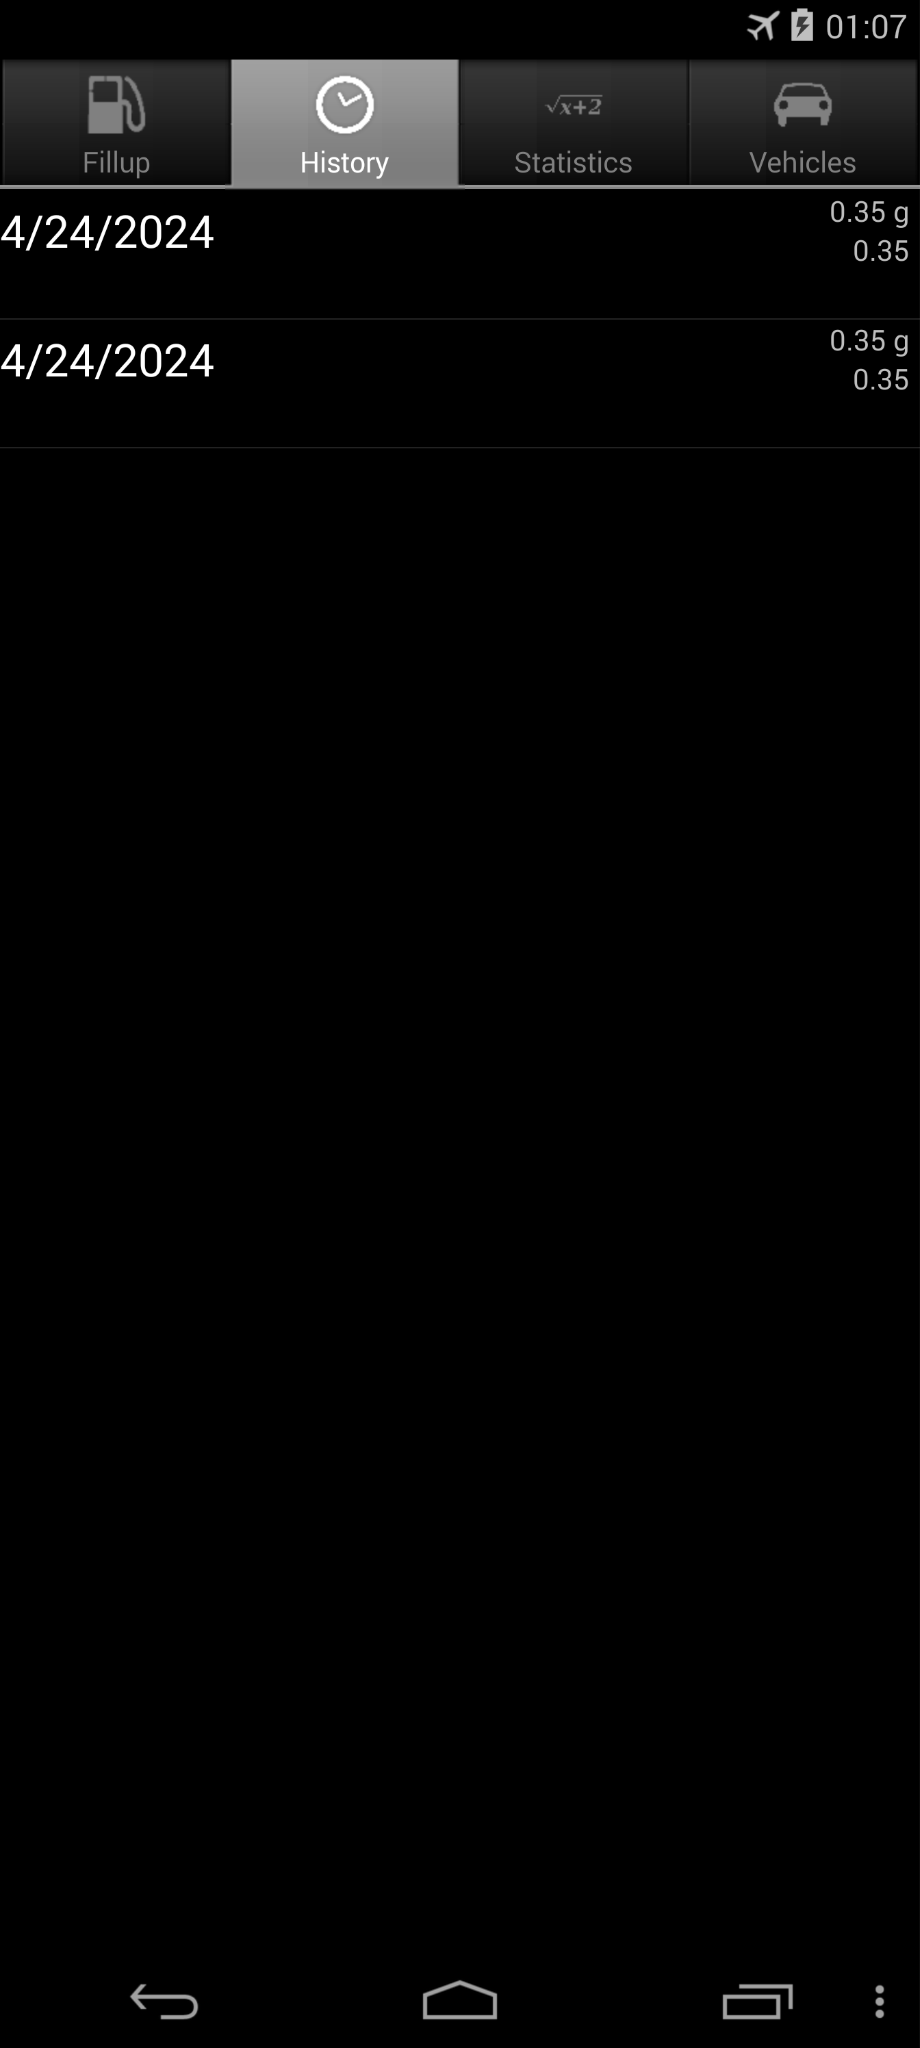 01:07
Fillup
History
√x+2
Statistics
Vehicles
4/24/2024
0.35 g
0.35
4/24/2024
0.35 g
0.35